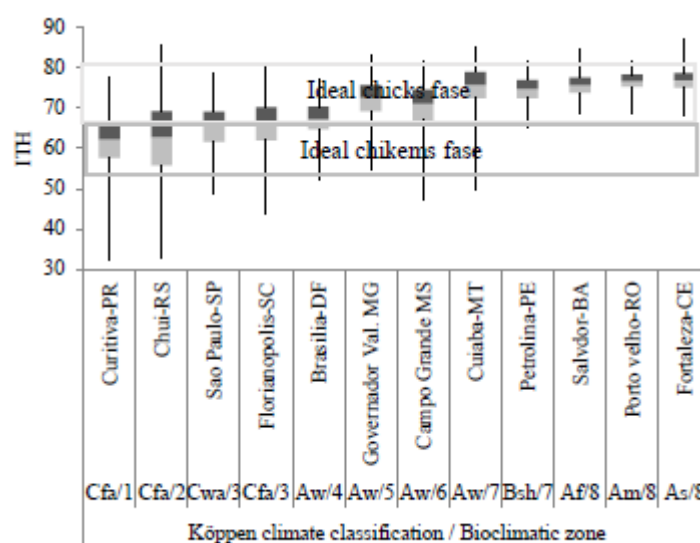 90
80
70
60
50
40
30
ITH
Ideal chicks fase
Ideal chikems fase
Curitiva-PR
Chui-RS
Sao Paulo-SP
Florianopolis-SC
Brasilia-DF
Governador Val. MG
Campo Grande MS
Cuiaba-MT
Petrolina-PE
Salvdor-BA
Porto velho-RO
Fortaleza-CE
Cfa/1 Cfa/2 Cwa/3 Cfa/3 Aw/4 Aw/5 Aw/6 Aw/7 Bsh/7 Af/8 Am/8 As/8
Köppen climate classification / Bioclimatic zone